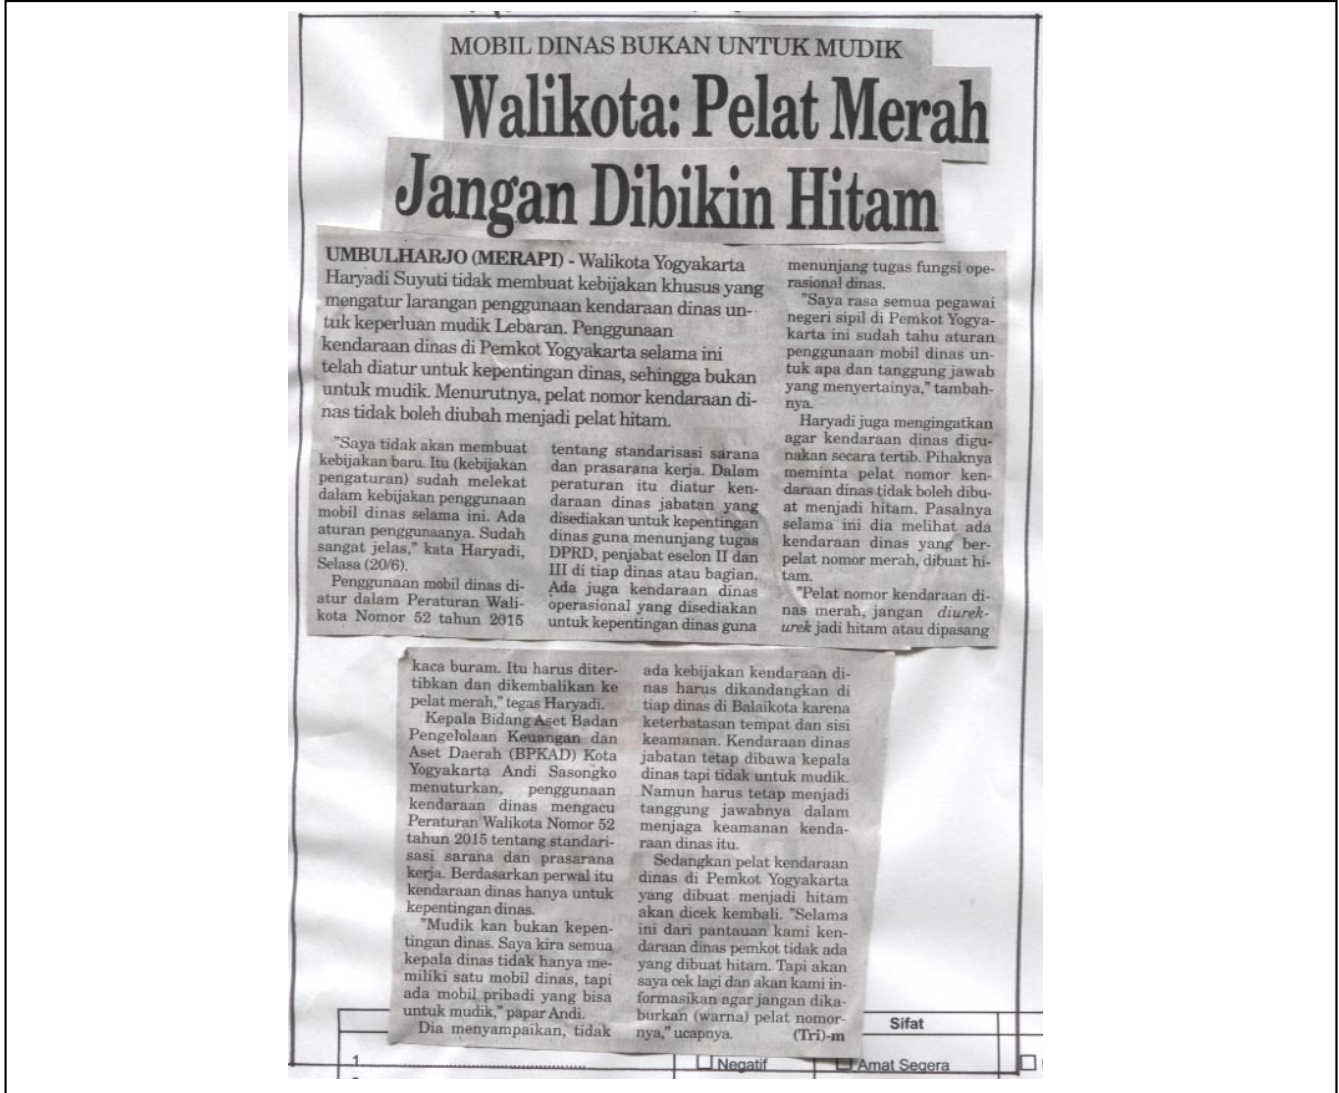 MOBIL DINAS BUKAN UNTUK MUDIK
Walikota: Pelat Merah
Jangan Dibikin Hitam
UMBULHARJO (MERAPI) - Walikota Yogyakarta
Haryadi Suyuti tidak membuat kebijakan khusus yang
mengatur larangan penggunaan kendaraan dinas un-
tuk keperluan mudik Lebaran. Penggunaan
kendaraan dinas di Pemkot Yogyakarta selama ini
telah diatur untuk kepentingan dinas, sehingga bukan
untuk mudik. Menurutnya, pelat nomor kendaraan di-
nas tidak boleh diubah menjadi pelat hitam.
"Saya tidak akan membuat
kebijakan baru. Itu (kebijakan
pengaturan) sudah melekat
dalam kebijakan penggunaan
mobil dinas selama ini. Ada
aturan penggunaanya. Sudah
sangat jelas," kata Haryadi,
Selasa (20/6).
Penggunaan mobil dinas di-
atur dalam Peraturan Wali-
kota Nomor 52 tahun 2015
tentang standarisasi sarana
dan prasarana kerja. Dalam
peraturan itu diatur ken-
daraan dinas jabatan yang
disediakan untuk kepentingan
dinas guna menunjang tugas
DPRD, penjabat eselon II dan
III di tiap dinas atau bagian.
Ada juga kendaraan dinas
operasional yang disediakan
untuk kepentingan dinas guna
menunjang tugas fungsi ope-
rasional dinas.
"Saya rasa semua pegawai
negeri sipil di Pemkot Yogya-
karta ini sudah tahu aturan
penggunaan mobil dinas un-
tuk apa dan tanggung jawab
yang menyertainya," tambah-
nya.
Haryadi juga mengingatkan
agar kendaraan dinas digu-
nakan secara tertib. Pihaknya
meminta pelat nomor ken-
daraan dinas tidak boleh dibu-
at menjadi hitam. Pasalnya
selama ini dia melihat ada
kendaraan dinas yang ber-
pelat nomor merah, dibuat hi-
tam.
"Pelat nomor kendaraan di-
nas merah, jangan diurek-
urek jadi hitam atau dipasang
kaca buram. Itu harus diter-
tibkan dan dikembalikan ke
pelat merah," tegas Haryadi.
Kepala Bidang Aset Badan
Pengelolaan Keuangan dan
Aset Daerah (BPKAD) Kota
Yogyakarta Andi Sasongko
menuturkan, penggunaan
kendaraan dinas mengacu
Peraturan Walikota Nomor 52
tahun 2015 tentang standari-
sasi sarana dan prasarana
kerja. Berdasarkan perwal itu
kendaraan dinas hanya untuk
kepentingan dinas.
"Mudik kan bukan kepen-
tingan dinas. Saya kira semua
kepala dinas tidak hanya me-
miliki satu mobil dinas, tapi
ada mobil pribadi yang bisa
untuk mudik," papar Andi.
Dia menyampaikan, tidak
ada kebijakan kendaraan di-
nas harus dikandangkan di
tiap dinas di Balaikota karena
keterbatasan tempat dan sisi
keamanan. Kendaraan dinas
jabatan tetap dibawa kepala
dinas tapi tidak untuk mudik.
Namun harus tetap menjadi
tanggung jawabnya dalam
menjaga keamanan kenda-
raan dinas itu.
Sedangkan pelat kendaraan
dinas di Pemkot Yogyakarta
yang dibuat menjadi hitam
akan dicek kembali. "Selama
ini dari pantauan kami ken-
daraan dinas pemkot tidak ada
yang dibuat hitam. Tapi akan
saya cek lagi dan akan kami in-
formasikan agar jangan dika-
burkan (warna) pelat nomor-
nya," ucapnya. (Tri)-m
Sifat
1
Negatif
Amat Segera